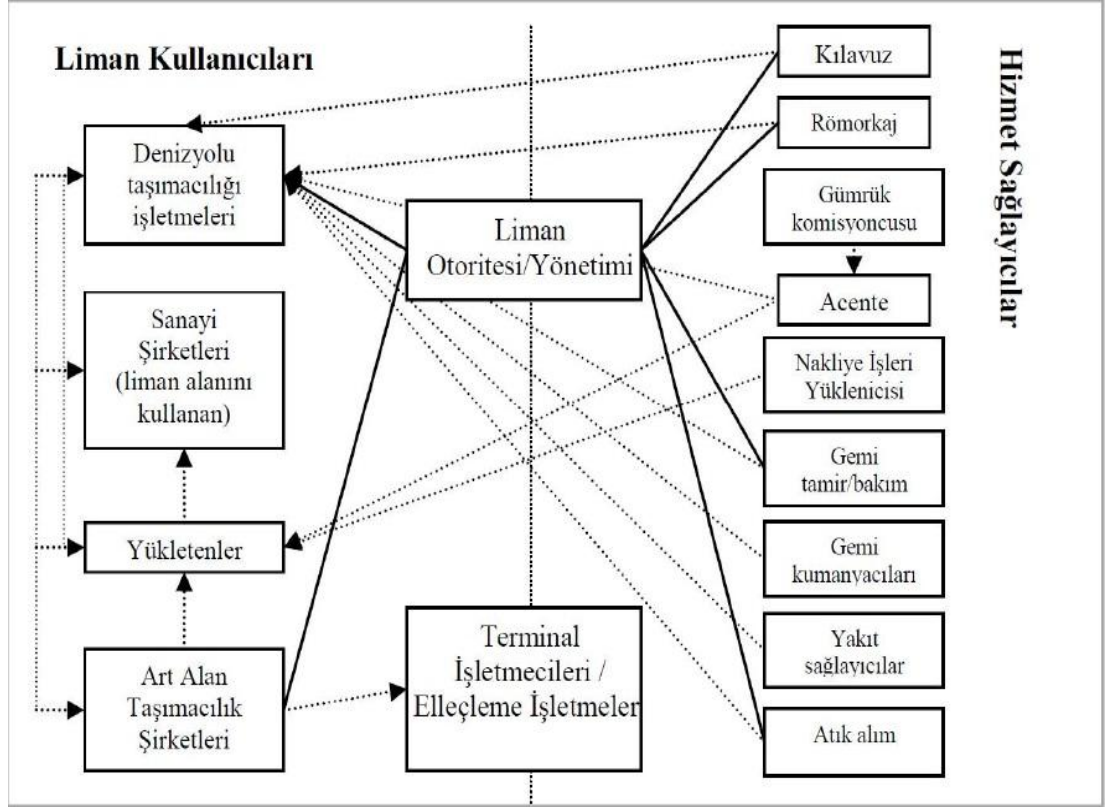 Liman Kullanıcıları
Denizyolu
taşımacılığı
işletmeleri
Sanayi
Şirketleri
(liman alanını
kullanan)
Yükletenler
Art Alan
Taşımacılık
Şirketleri
Liman
Otoritesi/Yönetimi
Terminal
İşletmecileri /
Elleçleme İşletmeler
Kılavuz
Römorkaj
Gümrük
komisyoncusu
Acente
Nakliye İşleri
Yüklenicisi
Gemi
tamir/bakım
Gemi
kumanyacıları
Yakıt
sağlayıcılar
Atık alım
Hizmet Sağlayıcılar